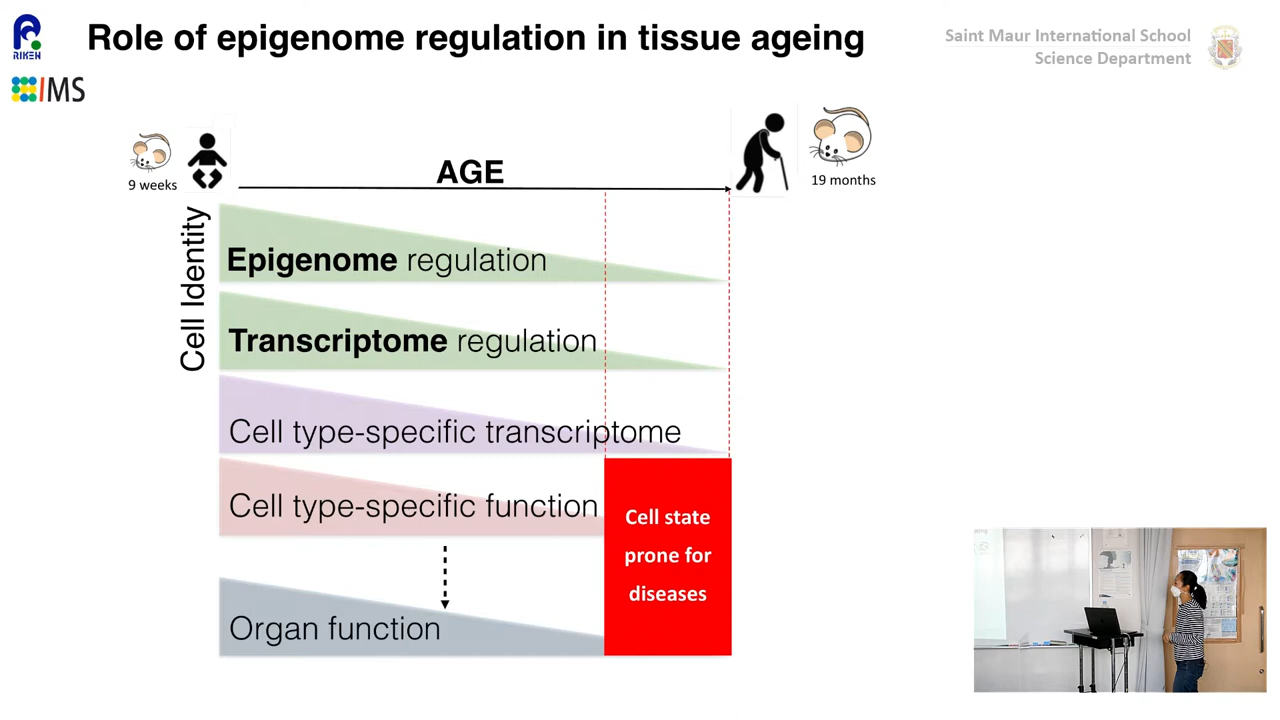 Role of epigenome regulation in tissue ageing
Saint Maur International School
Science Department
RIKEN
IMS
9 weeks
AGE
19 months
Cell Identity
Epigenome regulation
Transcriptome regulation
Cell type-specific transcriptome
Cell type-specific function
Cell state
prone for
diseases
Organ function